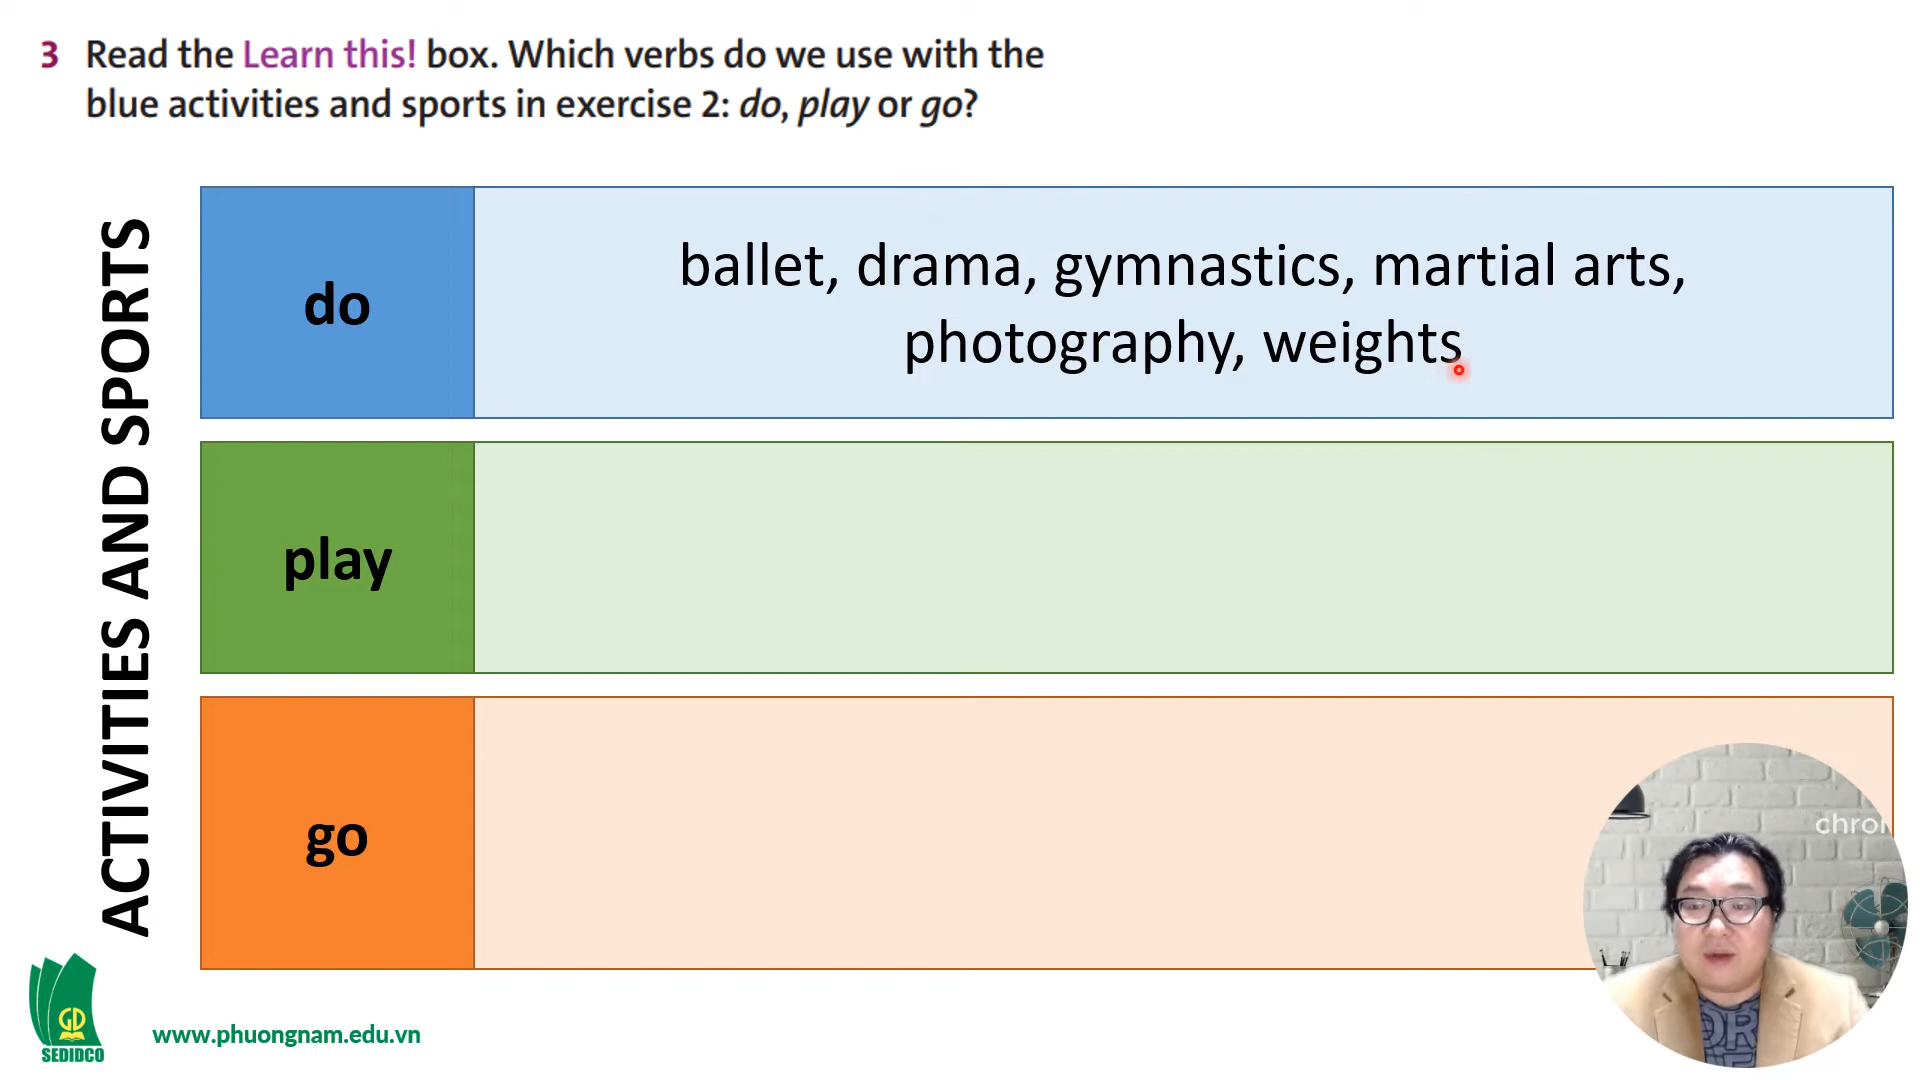 3 Read the Learn this! box. Which verbs do we use with the
blue activities and sports in exercise 2: do, play or go?
ACTIVITIES AND SPORTS
do
ballet, drama, gymnastics, martial arts,
photography, weights
play
go
chro
GD
SEDIDCO
www.phuongnam.edu.vn